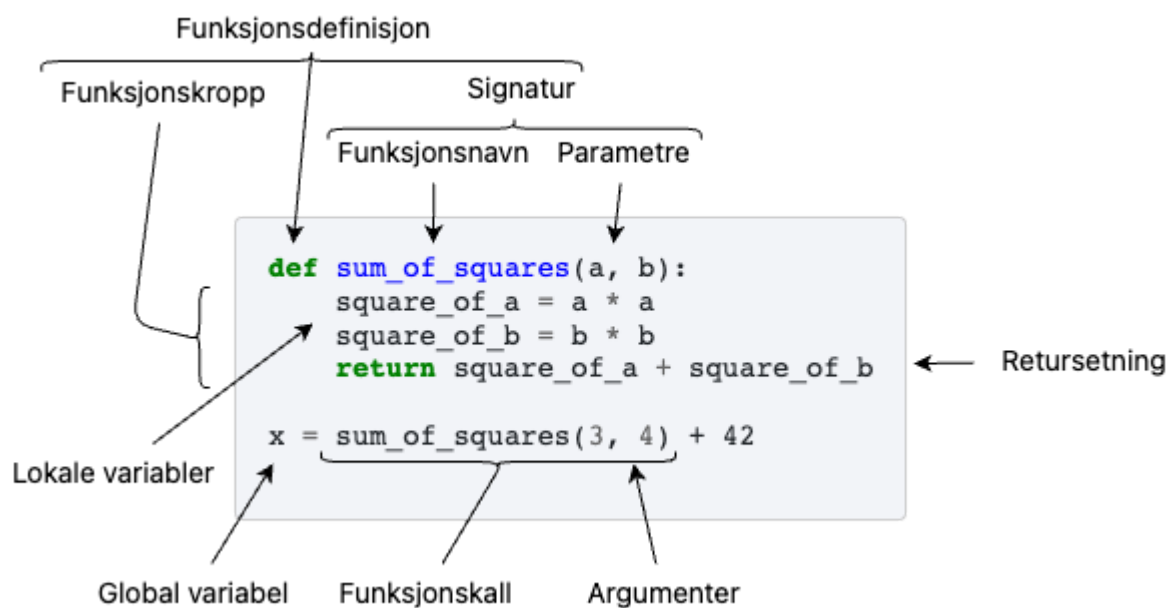 Funksjonsdefinisjon
Funksjonskropp
Signatur
Funksjonsnavn Parametre
def sum_of_squares(a, b):
    square_of_a = a * a
    square_of_b = b * b
    return square_of_a + square_of_b
Retursetning
x = sum_of_squares(3, 4) + 42
Lokale variabler
Global variabel Funksjonskall Argumenter